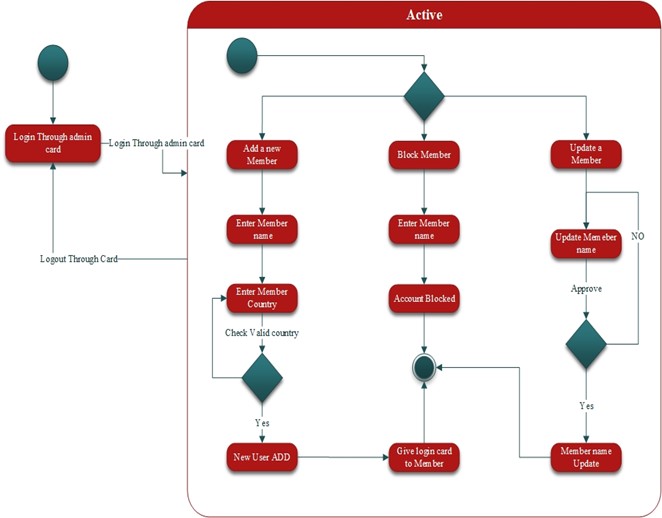 Active
Login Through admin
card
Login Through admin card
Logout Through Card
Add a new
Member
Block Member
Update a
Member
Enter Member
name
Enter Member
name
Update Memeber
name
NO
Enter Member
Country
Account Blocked
Approve
Check Valid country
Yes
Yes
New User ADD
Give login card
to Member
Member name
Update